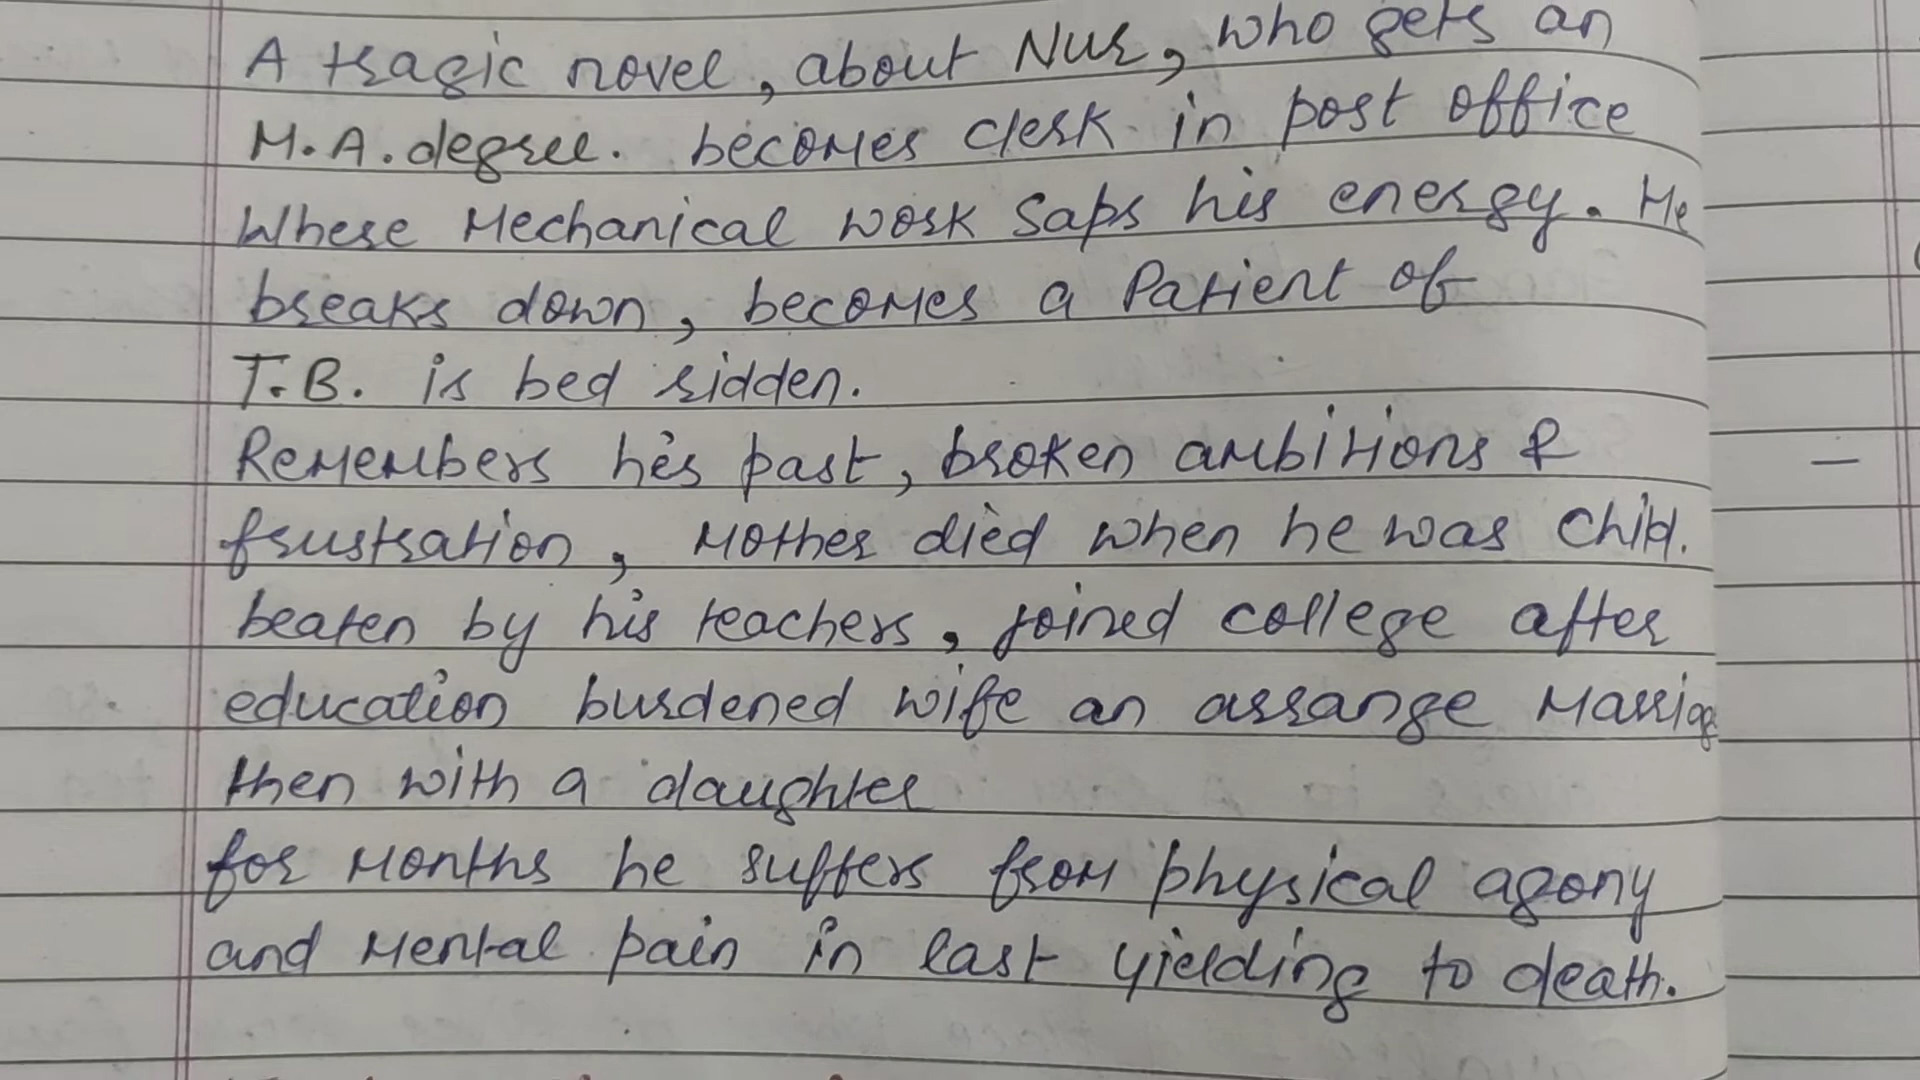 A tragic novel, about Nur, who gets an
M.A. degree. becomes clerk in post office
Where Mechanical work Saps his energy. He
breaks down, becomes a Patient of
T.B. is bed ridden.
Remembers his past, broken ambitions &
frustration, Mother died when he was Child.
beaten by his teachers, joined college after
education burdened wife an arrange Marriage
then with a daughter
for Months he suffers from physical agony
and Mental pain in last yielding to death.